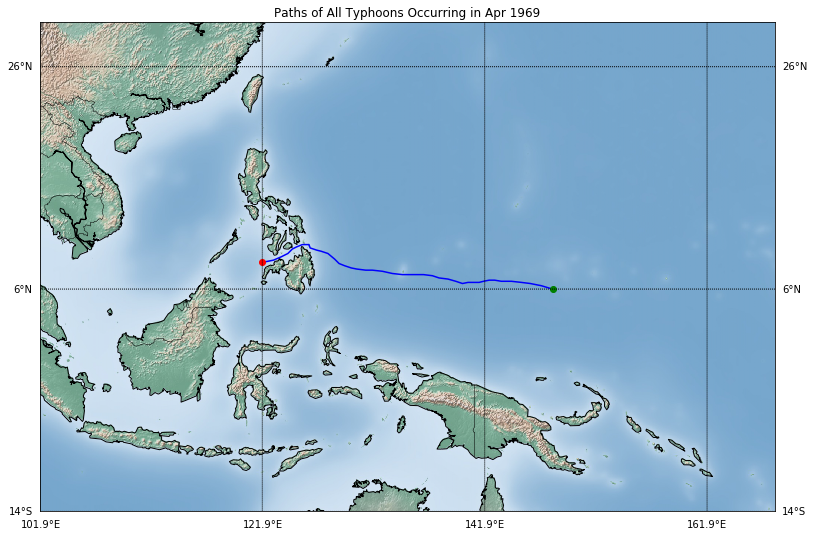 Paths of All Typhoons Occurring in Apr 1969
26°N 26°N
6°N 6°N
14°S 14°S
101.9°E 121.9°E 141.9°E 161.9°E